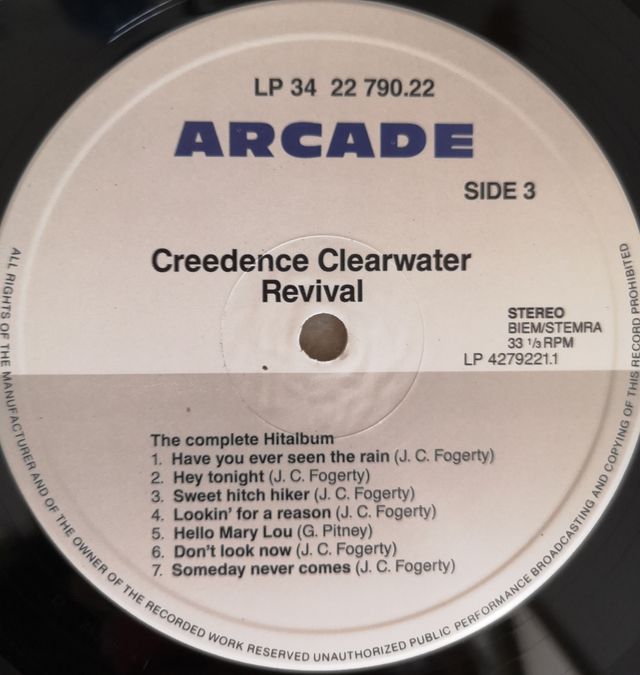 LP 34 22 790.22
ARCADE
SIDE 3
Creedence Clearwater
Revival
STEREO
BIEM/STEMRA
33 1/3 RPM
LP 4279221.1
The complete Hitalbum
1. Have you ever seen the rain (J. C. Fogerty)
2. Hey tonight (J. C. Fogerty)
3. Sweet hitch hiker (J. C. Fogerty)
4. Lookin' for a reason (J. C. Fogerty)
5. Hello Mary Lou (G. Pitney)
6. Don't look now (J. C. Fogerty)
7. Someday never comes (J. C. Fogerty)
ALL RIGHTS OF THE MANUFACTURER AND OF THE OWNER OF THE RECORDED WORK RESERVED UNAUTHORIZED PUBLIC PERFORMANCE BROADCASTING AND COPYING OF THIS RECORD PROHIBITED